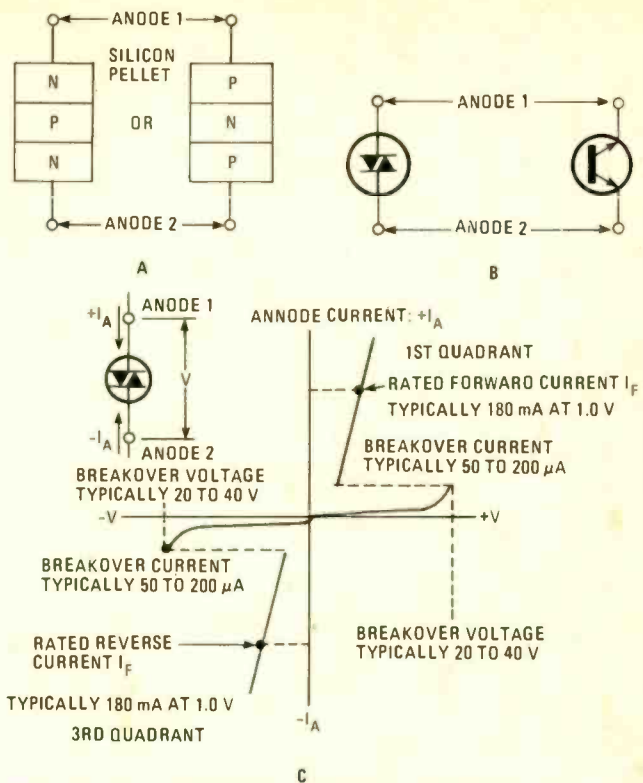 ANODE 1
SILICON
PELLET
N
P
N
OR
P
N
P
ANODE 2
A
ANODE 1
ANODE 2
B
+IA
ANODE 1
V
-IA
ANODE 2
ANNODE CURRENT: +IA
1ST QUADRANT
RATED FORWARD CURRENT IF
TYPICALLY 180 mA AT 1.0 V
BREAKOVER CURRENT
TYPICALLY 50 TO 200 µA
BREAKOVER VOLTAGE
TYPICALLY 20 TO 40 V
-V
+V
BREAKOVER CURRENT
TYPICALLY 50 TO 200 µA
BREAKOVER VOLTAGE
TYPICALLY 20 TO 40 V
RATED REVERSE
CURRENT IF
TYPICALLY 180 mA AT 1.0 V
3RD QUADRANT
-IA
C